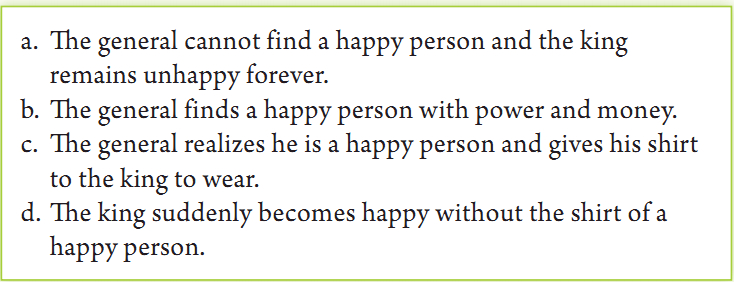 a. The general cannot find a happy person and the king
remains unhappy forever.
b. The general finds a happy person with power and money.
c. The general realizes he is a happy person and gives his shirt
to the king to wear.
d. The king suddenly becomes happy without the shirt of a
happy person.